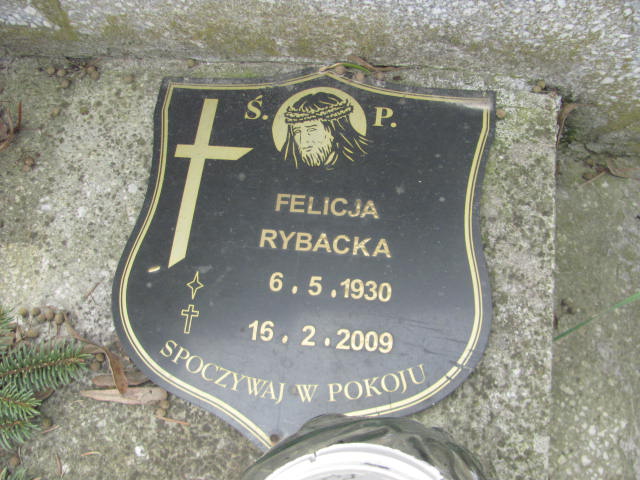 Ś. P.
FELICJA
RYBACKA
6.5.1930
16.2.2009
SPOCZYWAJ W POKOJU